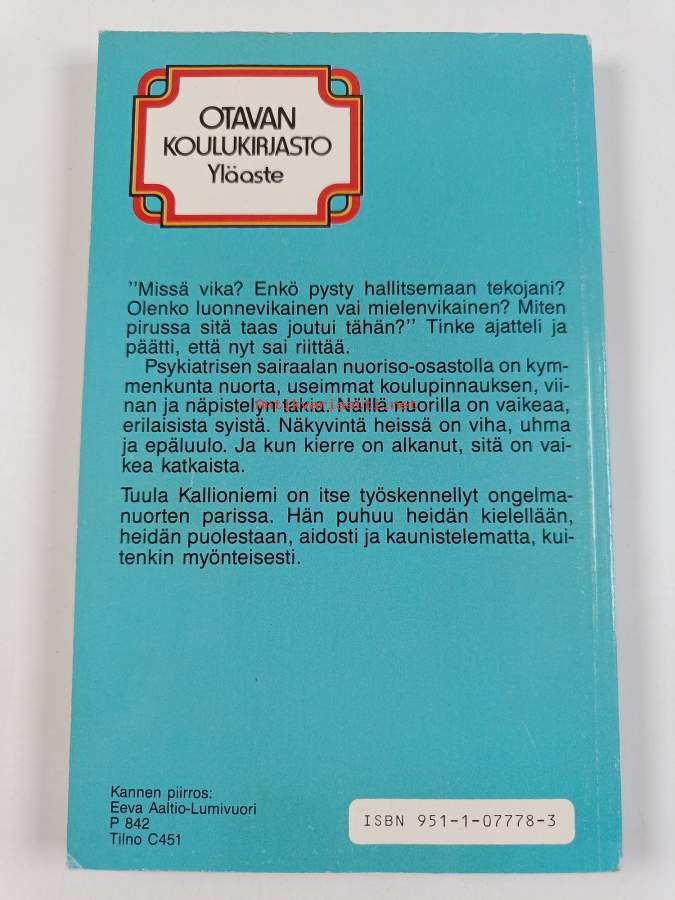 OTAVAN
KOULUKIRJASTO
Yläaste
"Missä vika? Enkö pysty hallitsemaan tekojani?
Olenko luonnevikainen vai mielenvikainen? Miten
pirussa sitä taas joutui tähän?" Tinke ajatteli ja
päätti, että nyt sai riittää.
Psykiatrisen sairaalan nuoriso-osastolla on kym-
menkunta nuorta, useimmat koulupinnauksen, vii-
nan ja näpistelyn takia. Näillä nuorilla on vaikeaa,
erilaisista syistä. Näkyvintä heissä on viha, uhma
ja epäluulo. Ja kun kierre on alkanut, sitä on vai-
kea katkaista.
Tuula Kallioniemi on itse työskennellyt ongelma-
nuorten parissa. Hän puhuu heidän kielellään,
heidän puolestaan, aidosti ja kaunistelematta, kui-
tenkin myönteisesti.
Kannen piirros:
Eeva Aaltio-Lumivuori
P 842
Tilno C451
ISBN 951-1-07778-3